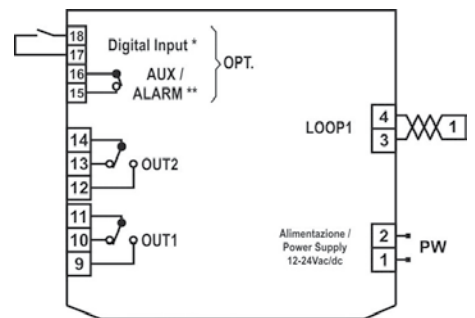 18
Digital Input *
17
OPT.
16
AUX /
15
ALARM **
14
13
OUT2
12
11
10
OUT1
9
LOOP1
4
3
1
Alimentazione /
Power Supply
12-24Vac/dc
2
1
PW